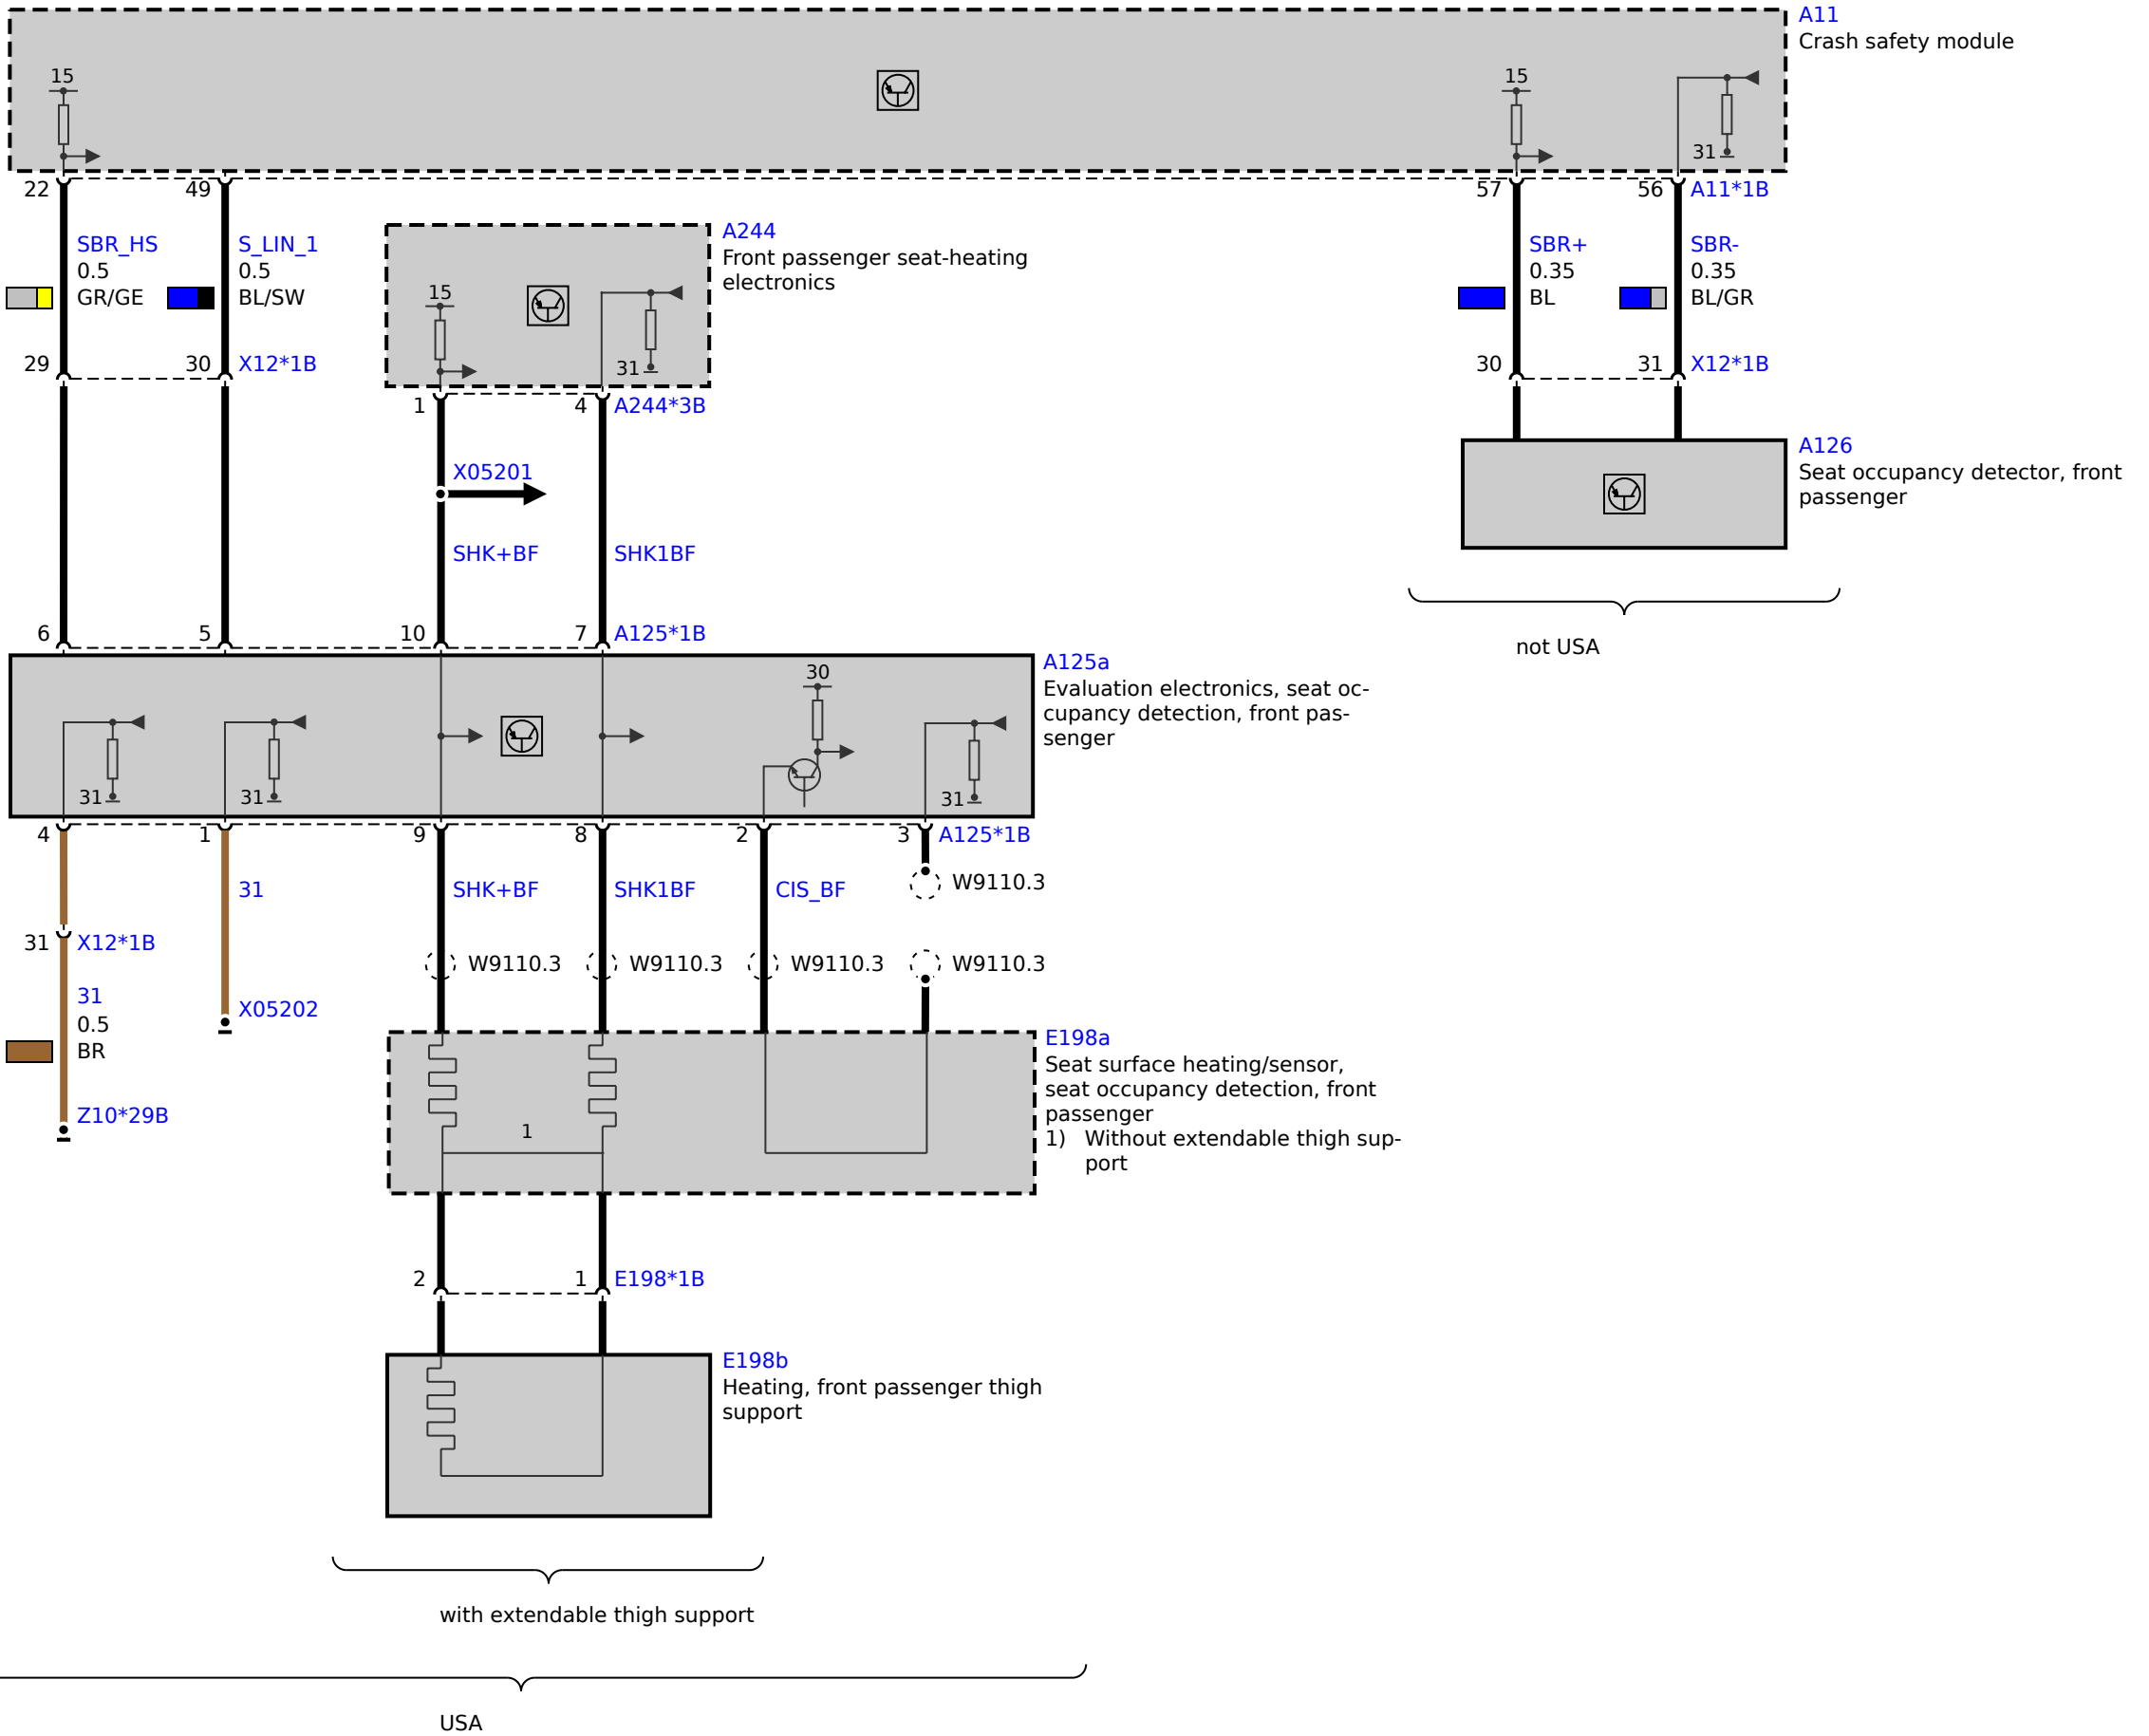 A11
Crash safety module
15
15
31
22
49
57
56
A11*1B
SBR_HS
0.5
GR/GE
S_LIN_1
0.5
BL/SW
A244
Front passenger seat-heating
electronics
15
31
SBR+
0.35
BL
SBR-
0.35
BL/GR
29
30
X12*1B
30
31
X12*1B
1
4
A244*3B
A126
Seat occupancy detector, front
passenger
X05201
SHK+BF
SHK1BF
not USA
6
5
10
7
A125*1B
A125a
Evaluation electronics, seat oc-
cupancy detection, front pas-
senger
30
31
31
31
4
1
9
8
2
3
A125*1B
31
SHK+BF
SHK1BF
CIS_BF
W9110.3
31
X12*1B
W9110.3
W9110.3
W9110.3
W9110.3
31
0.5
BR
X05202
Z10*29B
E198a
Seat surface heating/sensor,
seat occupancy detection, front
passenger
1) Without extendable thigh sup-
port
1
2
1
E198*1B
E198b
Heating, front passenger thigh
support
with extendable thigh support
USA